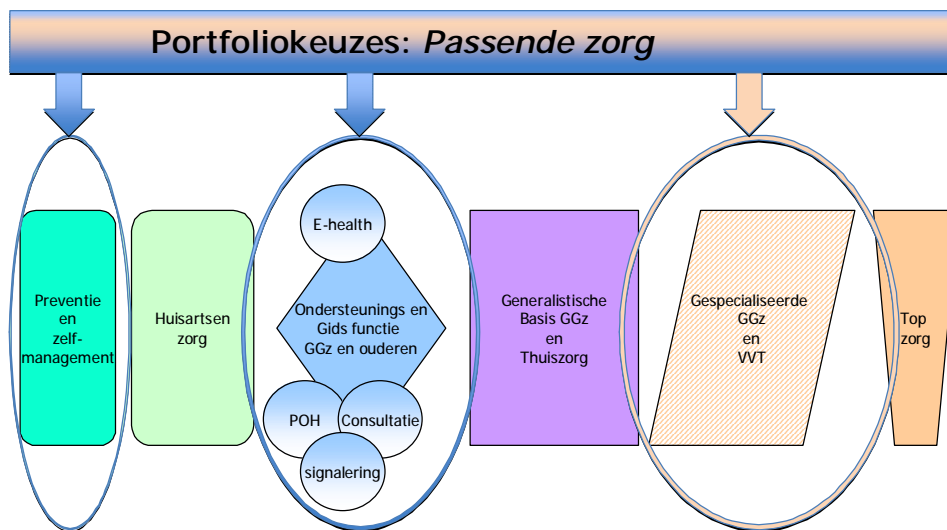 Portfoliokeuzes: Passende zorg
Preventie
en
zelf-
management
Huisartsen
zorg
E-health
Ondersteunings en
Gids functie
GGz en ouderen
POH
Consultatie
signalering
Generalistische
Basis GGz
en
Thuiszorg
Gespecialiseerde
GGz
en
VVT
Top
zorg